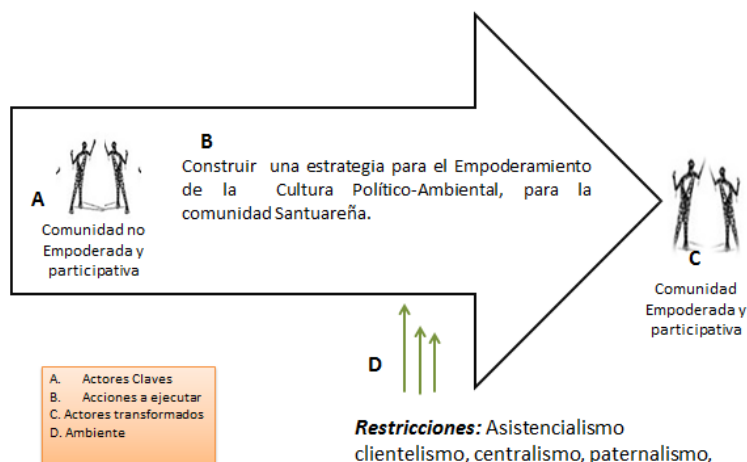 B
Construir una estrategia para el Empoderamiento
de la Cultura Político-Ambiental, para la
comunidad Santuareña.
A
Comunidad no
Empoderada y
participativa
C
Comunidad
Empoderada y
participativa
D
A. Actores Claves
B. Acciones a ejecutar
C. Actores transformados
D. Ambiente
Restricciones: Asistencialismo
clientelismo, centralismo, paternalismo,